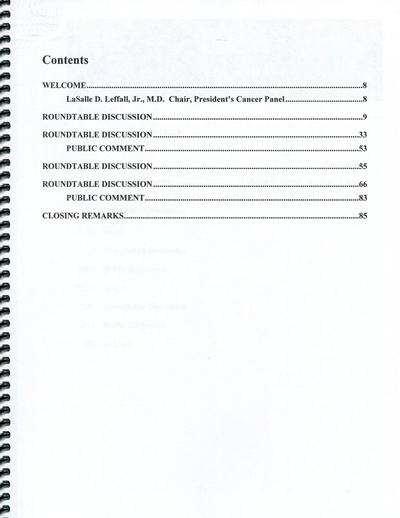 Contents
WELCOME..........8
LaSalle D. Leffall, Jr., M.D. Chair, President's Cancer Panel..........8
ROUNDTABLE DISCUSSION..........9
ROUNDTABLE DISCUSSION..........33
PUBLIC COMMENT..........53
ROUNDTABLE DISCUSSION..........55
ROUNDTABLE DISCUSSION..........66
PUBLIC COMMENT..........83
CLOSING REMARKS..........85